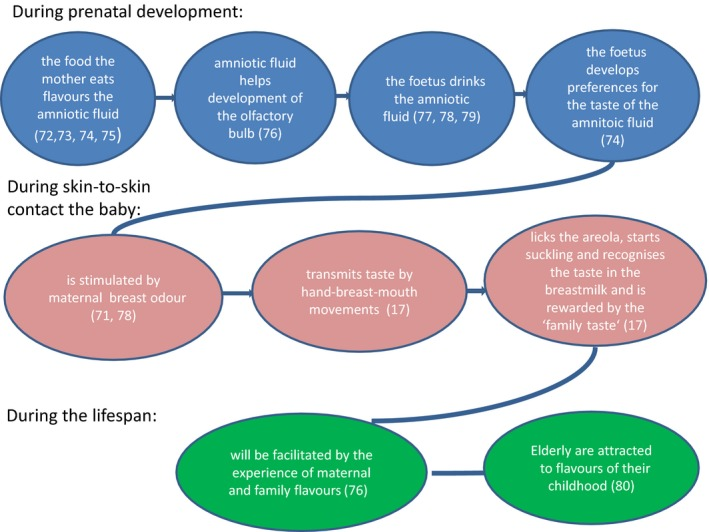 During prenatal development:
the food the
mother eats
flavours the
amniotic fluid
(72,73, 74, 75)
amniotic fluid
helps
development of
the olfactory
bulb (76)
the foetus drinks
the amniotic
fluid (77, 78, 79)
the foetus
develops
preferences for
the taste of the
amnitoic fluid
(74)
During skin-to-skin
contact the baby:
is stimulated by
maternal breast odour
(71, 78)
transmits taste by
hand-breast-mouth
movements (17)
licks the areola, starts
suckling and recognises
the taste in the
breastmilk and is
rewarded by the
‘family taste‘ (17)
During the lifespan:
will be facilitated by the
experience of maternal
and family flavours (76)
Elderly are attracted
to flavours of their
childhood (80)